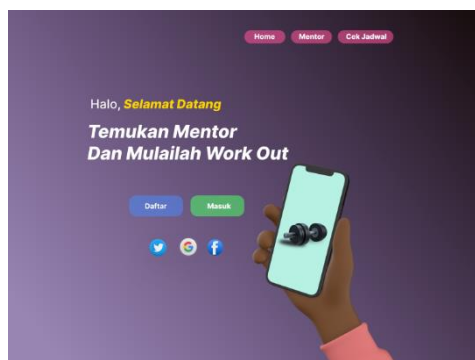 Home Mentor Cek Jadwal
Halo, Selamat Datang
Temukan Mentor
Dan Mulailah Work Out
Daftar Masuk